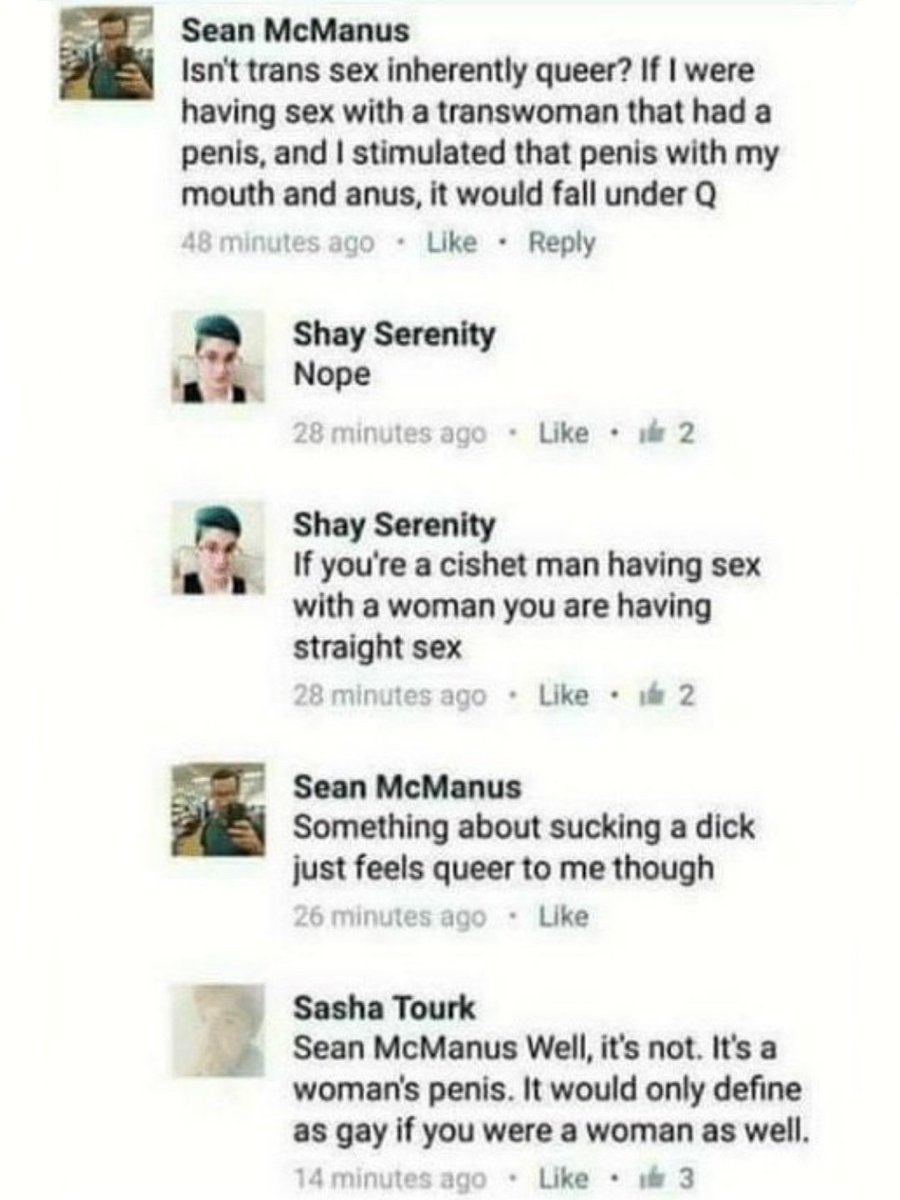 Sean McManus
Isn't trans sex inherently queer? If I were
having sex with a transwoman that had a
penis, and I stimulated that penis with my
mouth and anus, it would fall under Q
48 minutes ago • Like • Reply
Shay Serenity
Nope
28 minutes ago • Like • 2
Shay Serenity
If you're a cishet man having sex
with a woman you are having
straight sex
28 minutes ago • Like • 2
Sean McManus
Something about sucking a dick
just feels queer to me though
26 minutes ago • Like
Sasha Tourk
Sean McManus Well, it's not. It's a
woman's penis. It would only define
as gay if you were a woman as well.
14 minutes ago • Like • 3